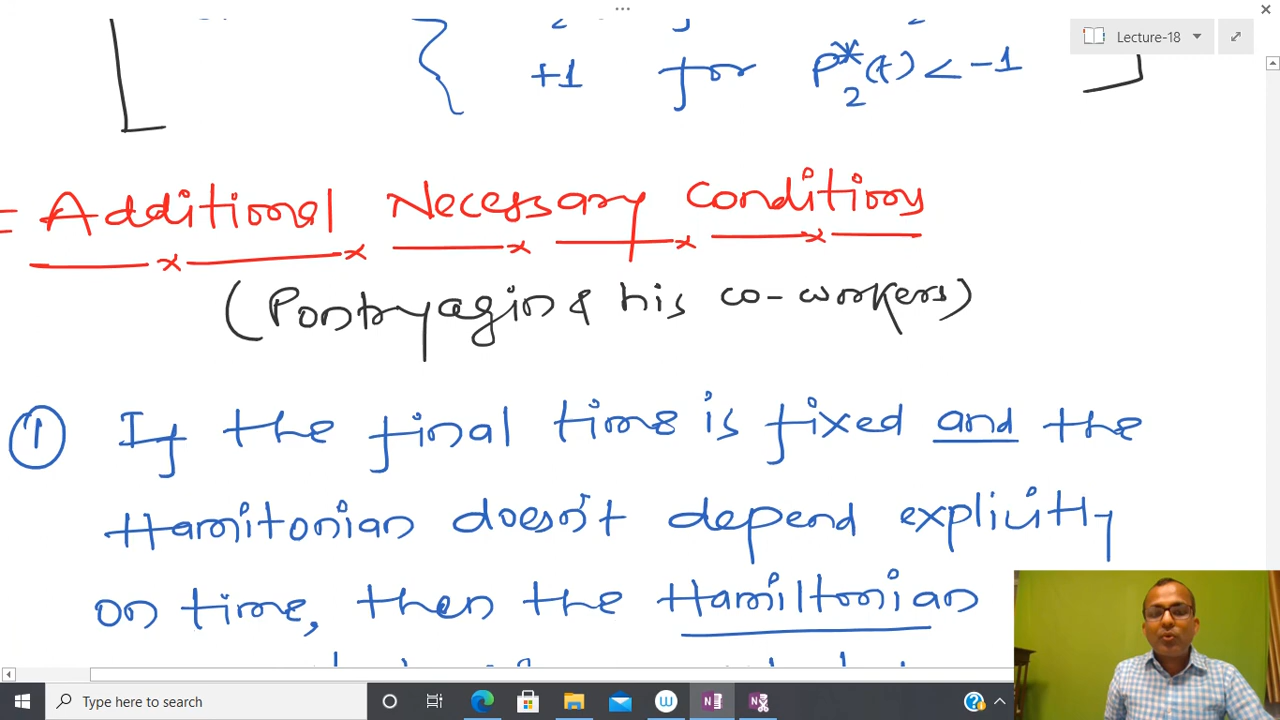 Lecture-18
+1 for P*2(t) < -1
= Additional Necessary Conditions
(Pontryagin & his co-workers)
① If the final time is fixed and the
Hamitonian doesn't depend explicitly
on time, then the Hamiltonian
Type here to search